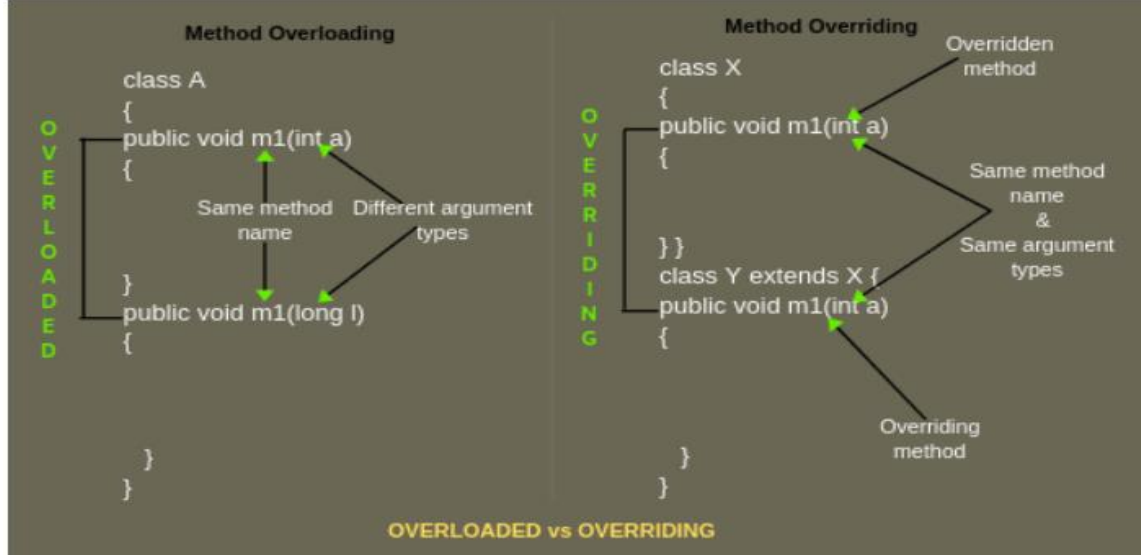 Method Overloading
class A
{
public void m1(int a)
{
Same method
name
Different argument
types
}
public void m1(long l)
{
}
}
OVERLOADED
Method Overriding
Overridden
method
class X
{
public void m1(int a)
{
Same method
name
&
Same argument
types
} }
class Y extends X {
public void m1(int a)
{
Overriding
method
}
}
OVERRIDING
OVERLOADED vs OVERRIDING